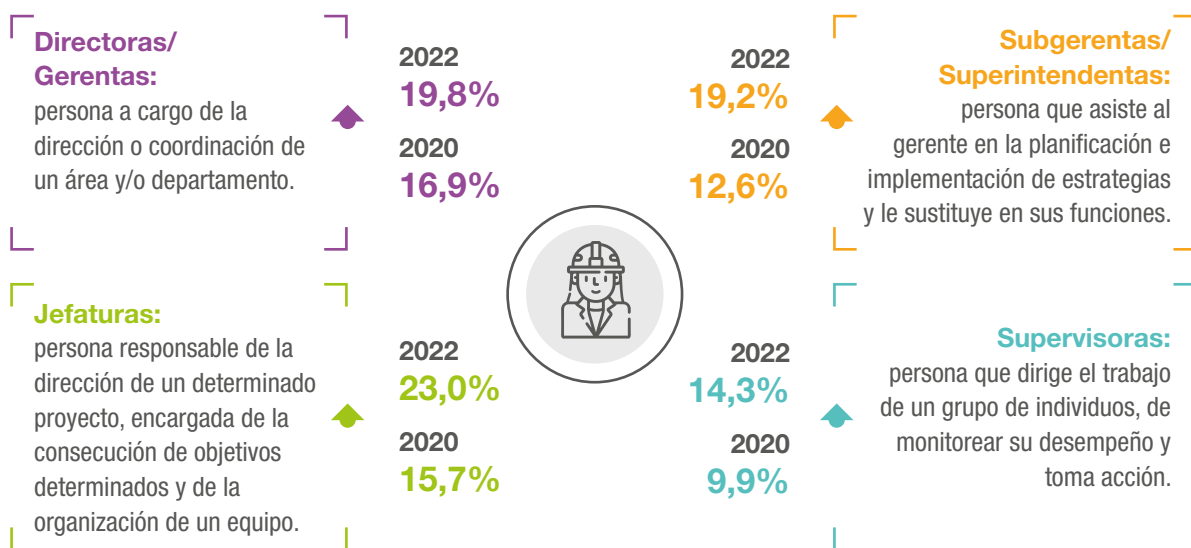 Directoras/
Gerentas:
persona a cargo de la
dirección o coordinación de
un área y/o departamento.
2022
19,8%
2020
16,9%
2022
19,2%
2020
12,6%
Subgerentas/
Superintendentas:
persona que asiste al
gerente en la planificación e
implementación de estrategias
y le sustituye en sus funciones.
Jefaturas:
persona responsable de la
dirección de un determinado
proyecto, encargada de la
consecución de objetivos
determinados y de la
organización de un equipo.
2022
23,0%
2020
15,7%
2022
14,3%
2020
9,9%
Supervisoras:
persona que dirige el trabajo
de un grupo de individuos, de
monitorear su desempeño y
toma acción.